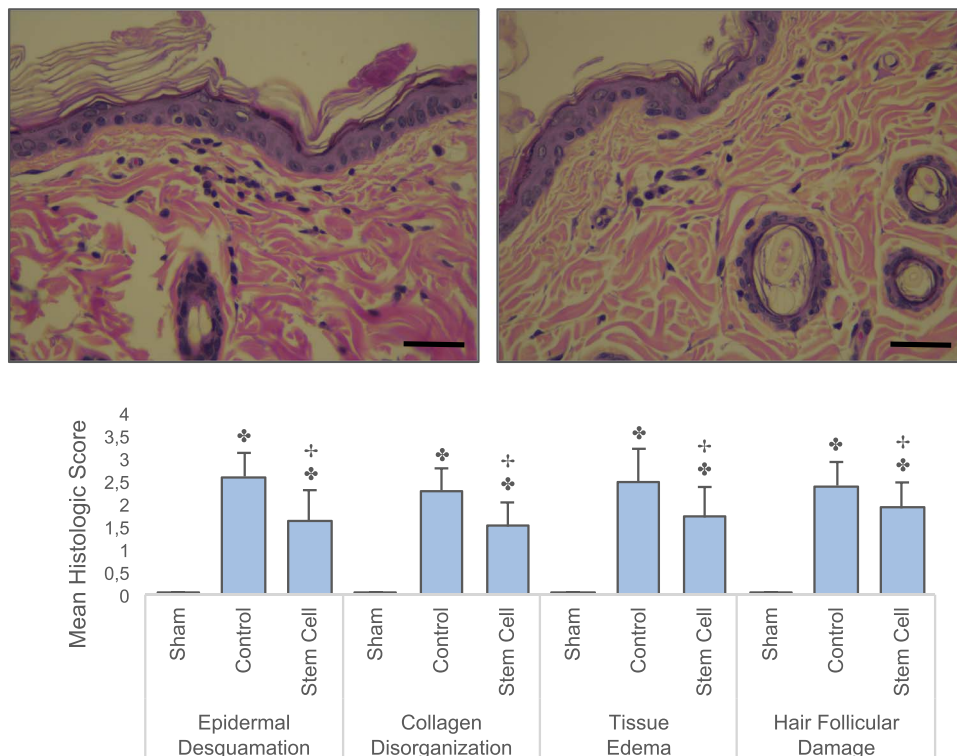 Mean Histologic Score
4
3,5
3
2,5
2
1,5
1
0,5
0
✤
✢
✤
✤
✢
✤
✤
✢
✤
✤
✢
✤
Sham
Control
Stem Cell
Sham
Control
Stem Cell
Sham
Control
Stem Cell
Sham
Control
Stem Cell
Epidermal
Desquamation
Collagen
Disorganization
Tissue
Edema
Hair Follicular
Damage